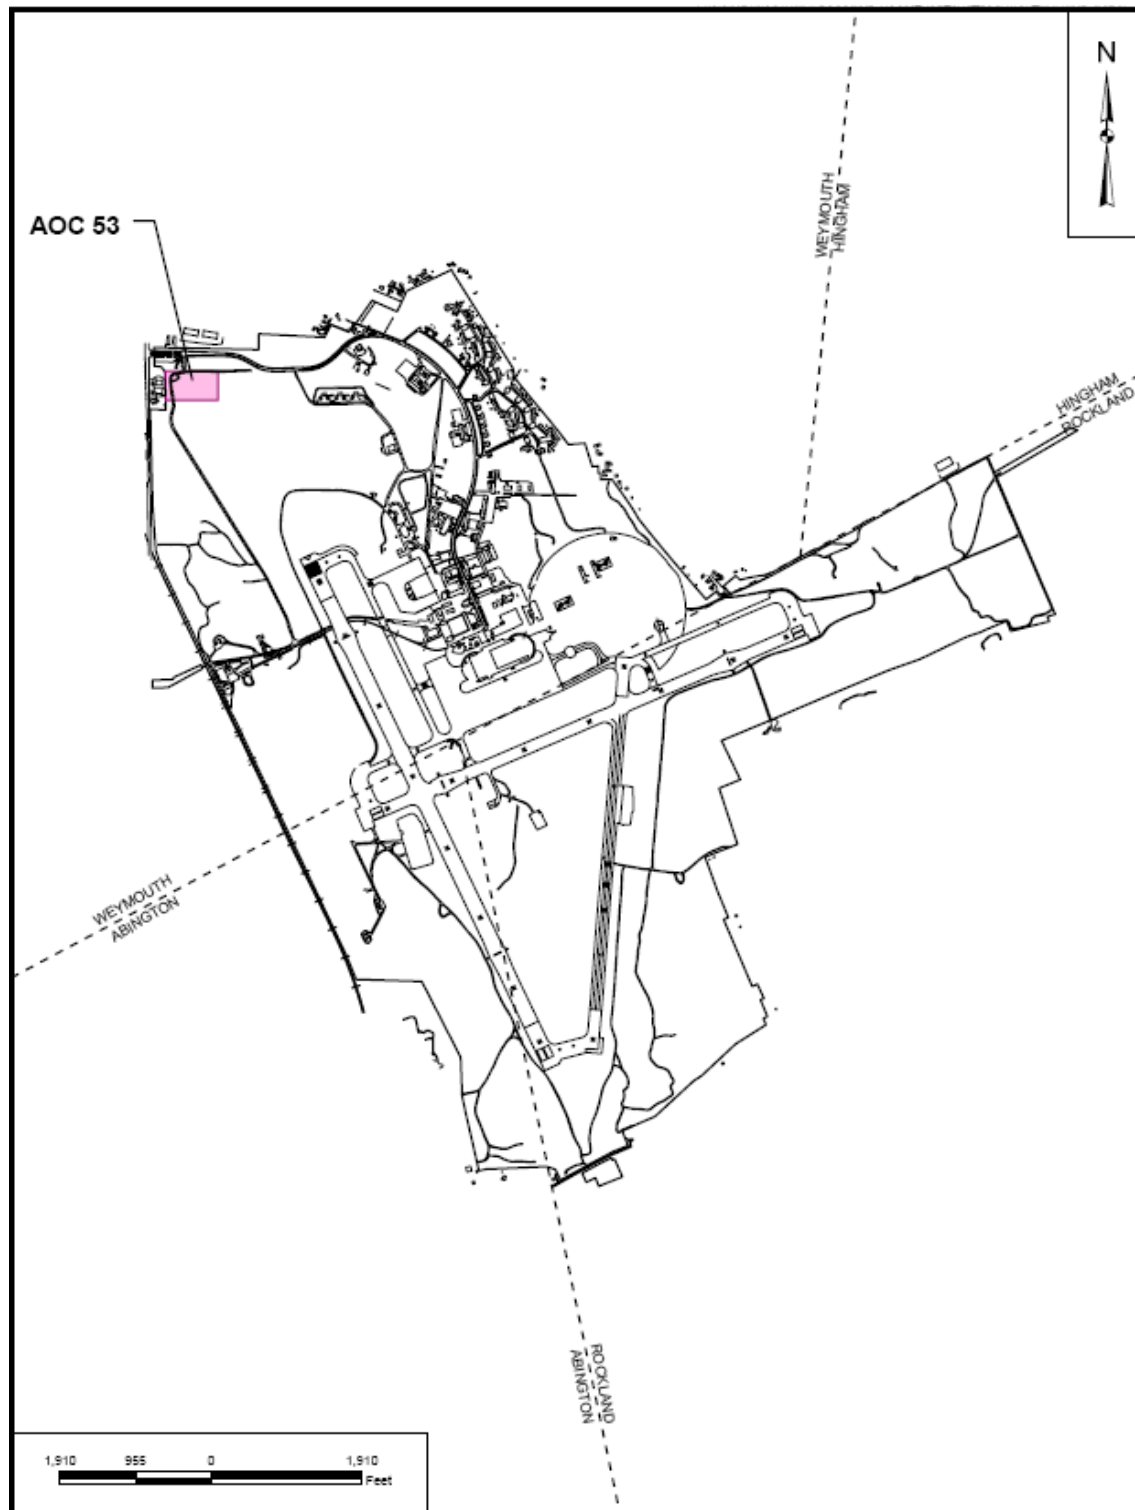 N
WEYMOUTH
HINGHAM
AOC 53
HINGHAM
ROCKLAND
WEYMOUTH
ABINGTON
ROCKLAND
ABINGTON
1,910 955 0 1,910
Feet